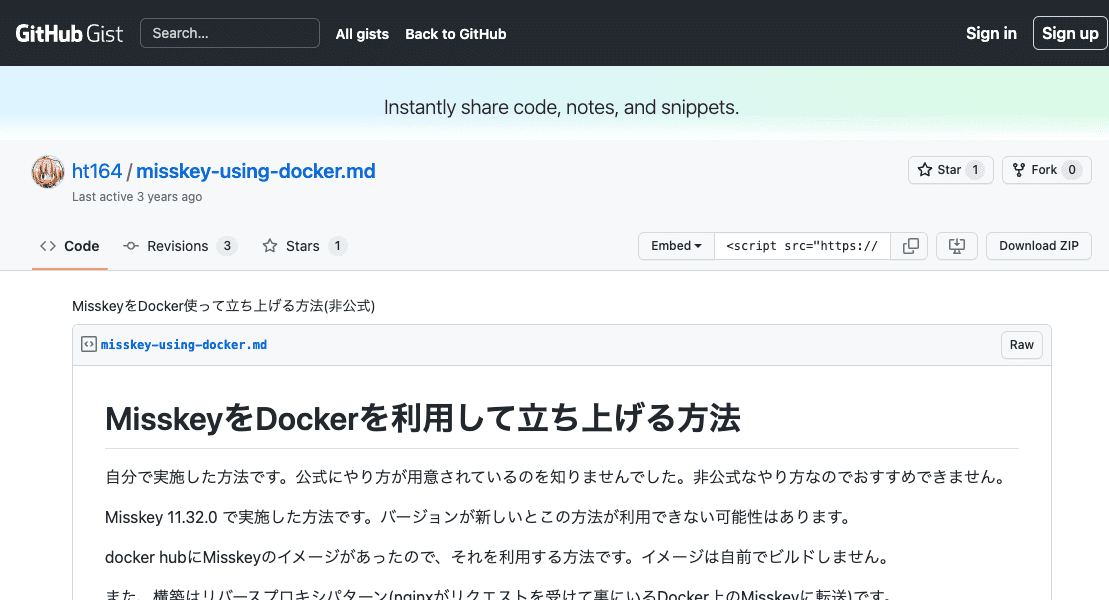 GitHub Gist Search... All gists Back to GitHub Sign in Sign up
Instantly share code, notes, and snippets.
ht164 / misskey-using-docker.md Star 1 Fork 0
Last active 3 years ago
Code Revisions 3 Stars 1 Embed <script src="https:// Download ZIP
MisskeyをDocker使って立ち上げる方法(非公式)
misskey-using-docker.md Raw
MisskeyをDockerを利用して立ち上げる方法
自分で実施した方法です。公式にやり方が用意されているのを知りませんでした。非公式なやり方なのでおすすめできません。
Misskey 11.32.0 で実施した方法です。バージョンが新しいとこの方法が利用できない可能性はあります。
docker hubにMisskeyのイメージがあったので、それを利用する方法です。イメージは自前でビルドしません。
また、構築はリバースプロキシパターン(nginxがリクエストを受けて裏にいるDocker上のMisskeyに転送)です。